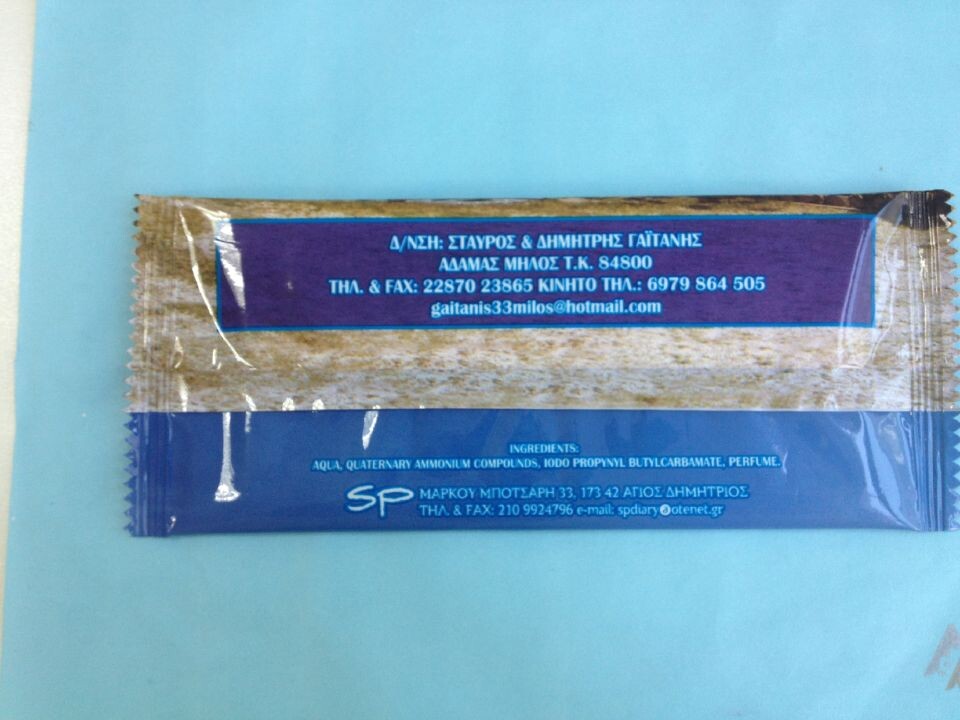 Δ/ΝΣΗ: ΣΤΑΥΡΟΣ & ΔΗΜΗΤΡΗΣ ΓΑΪΤΑΝΗΣ
ΑΔΑΜΑΣ ΜΗΛΟΣ Τ.Κ. 84800
ΤΗΛ. & FAX: 22870 23865 ΚΙΝΗΤΟ ΤΗΛ.: 6979 864 505
gaitanis33milos@hotmail.com
INGREDIENTS:
AQUA, QUATERNARY AMMONIUM COMPOUNDS, IODO PROPYNYL BUTYLCARBAMATE, PERFUME.
SP ΜΑΡΚΟΥ ΜΠΟΤΣΑΡΗ 33, 173 42 ΑΓΙΟΣ ΔΗΜΗΤΡΙΟΣ
ΤΗΛ. & FAX: 210 9924796 e-mail: spdiary@otenet.gr